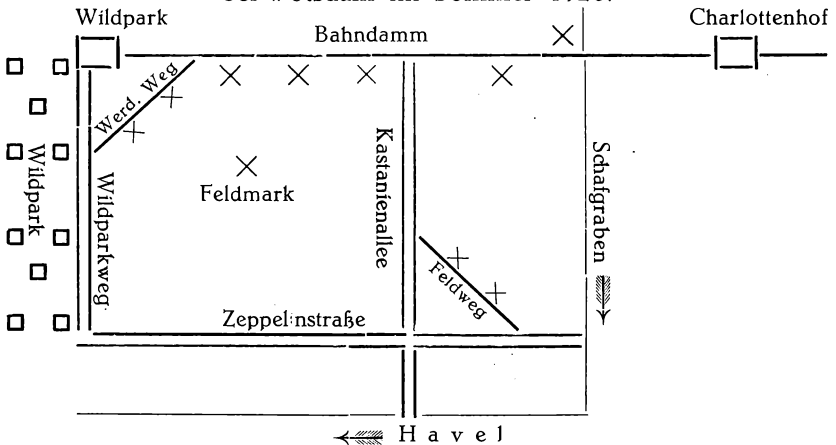 Wildpark
Charlottenhof
Bahndamm
Werd. Weg
Wildpark
Wildparkweg
Feldmark
Kastanienallee
Schafgraben
Feldweg
Zeppelinstraße
Havel